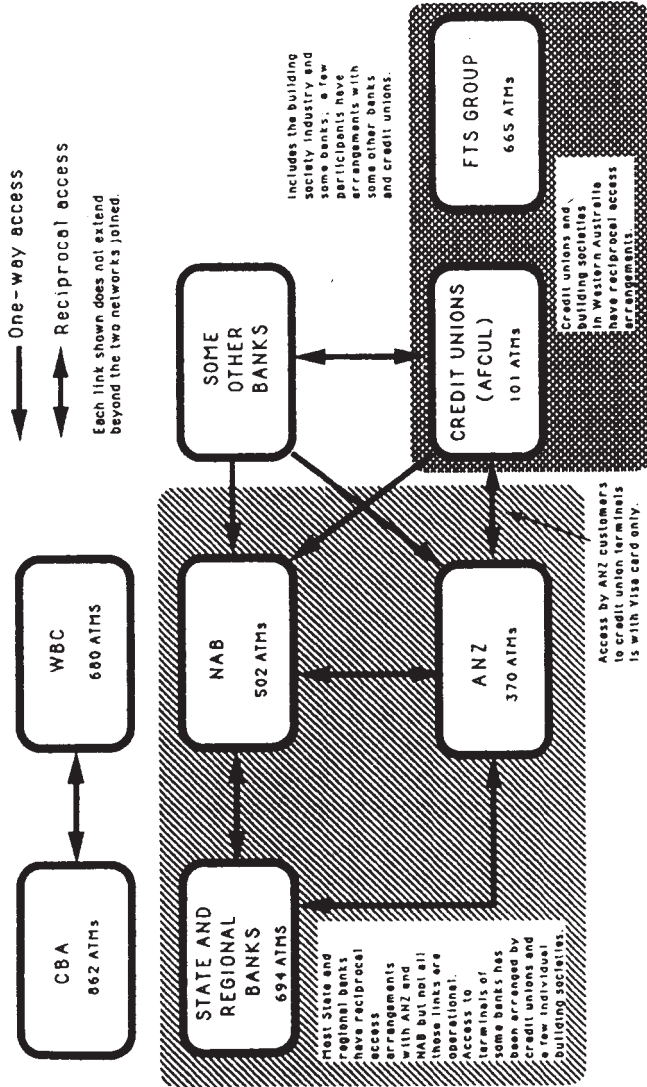 One-way access
Reciprocal access
Each link shown does not extend
beyond the two networks joined.
CBA
862 ATMs
WBC
680 ATMS
STATE AND
REGIONAL
BANKS
694 ATMS
NAB
502 ATMs
SOME
OTHER
BANKS
Includes the building
society industry and
some banks; a few
participants have
arrangements with
some other banks
and credit unions.
Most State and
regional banks
have reciprocal
access
arrangements
with ANZ and
NAB but not all
those links are
operational.
Access to
terminals of
some banks has
been arranged by
credit unions and
a few individual
building societies.
ANZ
370 ATMs
CREDIT UNIONS
(AFCUL)
101 ATMs
FTS GROUP
665 ATMs
Credit unions and
building societies
in Western Australia
have reciprocal access
arrangements.
Access by ANZ customers
to credit union terminals
is with Visa card only.